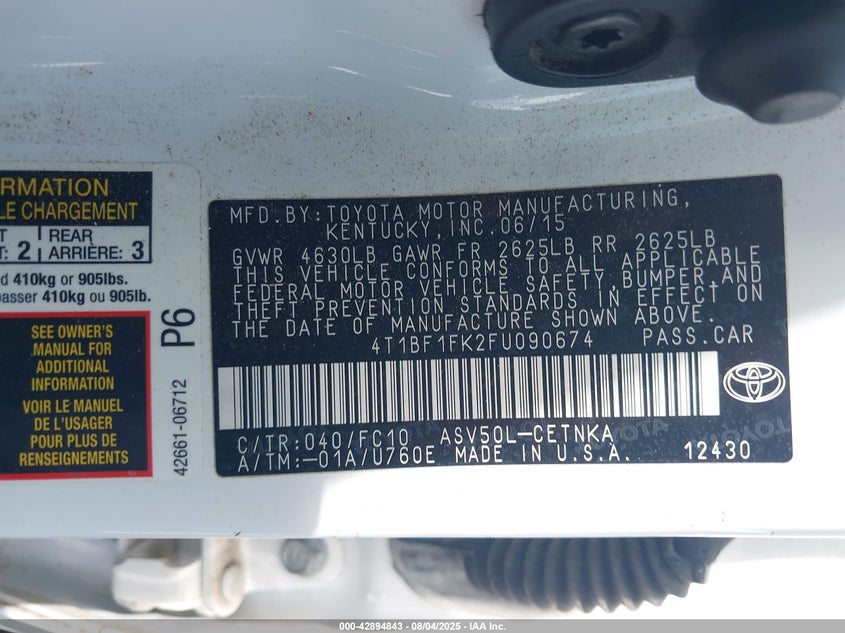 RMATION
LE CHARGEMENT
T
: 2
REAR
ARRIÈRE: 3
d 410kg or 905lbs.
passer 410kg ou 905lb.
SEE OWNER'S
MANUAL FOR
ADDITIONAL
INFORMATION
VOIR LE MANUEL
DE L'USAGER
POUR PLUS DE
RENSEIGNEMENTS
P6
42661-06712
MFD.BY:TOYOTA MOTOR MANUFACTURING,
KENTUCKY,INC.06/15
GVWR 4630LB GAWR FR 2625LB RR 2625LB
THIS VEHICLE CONFORMS TO ALL APPLICABLE
FEDERAL MOTOR VEHICLE SAFETY,BUMPER,AND
THEFT PREVENTION STANDARDS IN EFFECT ON
THE DATE OF MANUFACTURE SHOWN ABOVE.
4T1BF1FK2FU090674 PASS.CAR
C/TR:040/FC10 ASV50L-CETNKA
A/TM:-01A/U760E MADE IN U.S.A. 12430
000-42894843 - 08/04/2025 - IAA Inc.